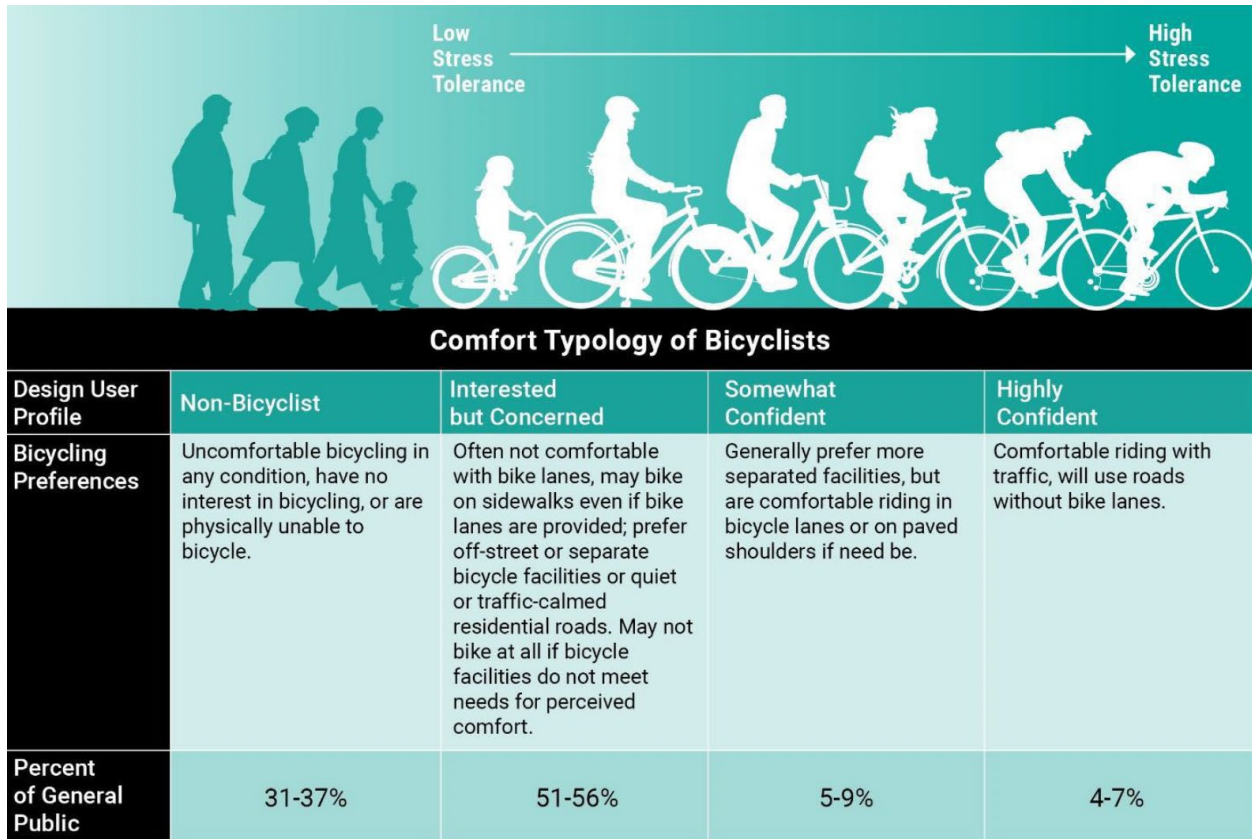 Low
Stress
Tolerance
High
Stress
Tolerance
Comfort Typology of Bicyclists
Design User
Profile
Non-Bicyclist
Interested
but Concerned
Somewhat
Confident
Highly
Confident
Bicycling
Preferences
Uncomfortable bicycling in
any condition, have no
interest in bicycling, or are
physically unable to
bicycle.
Often not comfortable
with bike lanes, may bike
on sidewalks even if bike
lanes are provided; prefer
off-street or separate
bicycle facilities or quiet
or traffic-calmed
residential roads. May not
bike at all if bicycle
facilities do not meet
needs for perceived
comfort.
Generally prefer more
separated facilities, but
are comfortable riding in
bicycle lanes or on paved
shoulders if need be.
Comfortable riding with
traffic, will use roads
without bike lanes.
Percent
of General
Public
31-37%
51-56%
5-9%
4-7%